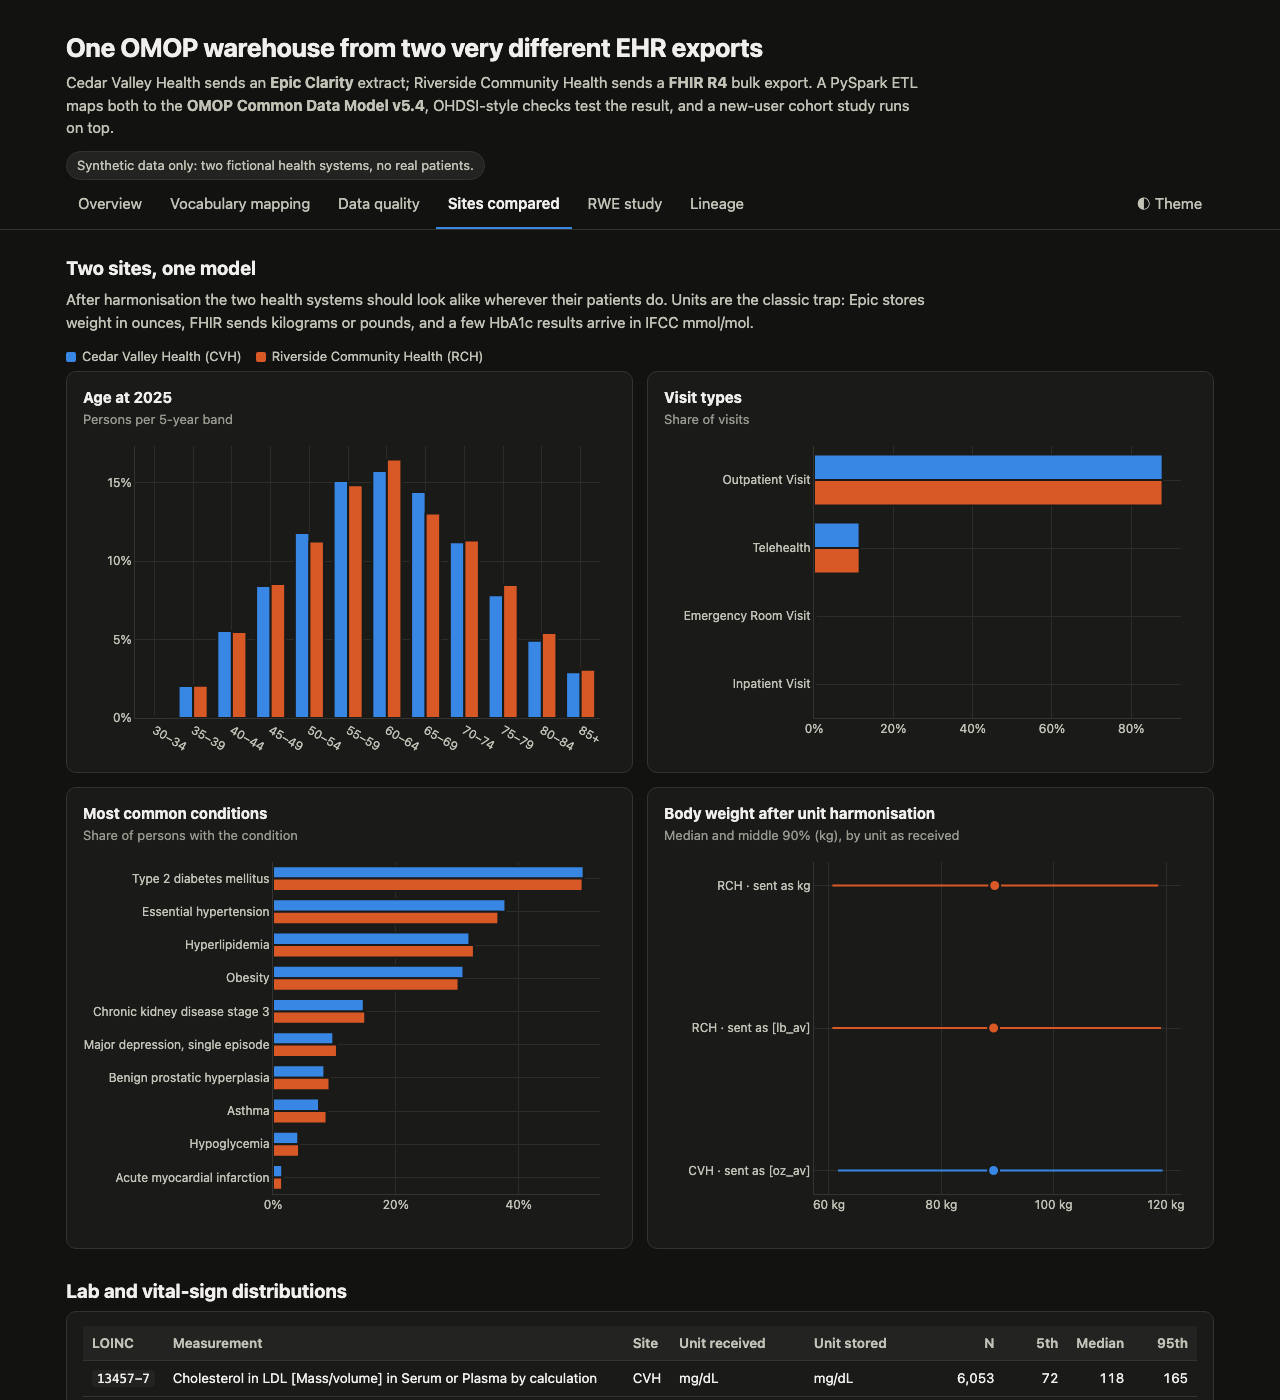 One OMOP warehouse from two very different EHR exports
Cedar Valley Health sends an Epic Clarity extract; Riverside Community Health sends a FHIR R4 bulk export. A PySpark ETL
maps both to the OMOP Common Data Model v5.4, OHDSI-style checks test the result, and a new-user cohort study runs
on top.
Synthetic data only: two fictional health systems, no real patients.
Overview Vocabulary mapping Data quality Sites compared RWE study Lineage Theme
Two sites, one model
After harmonisation the two health systems should look alike wherever their patients do. Units are the classic trap: Epic stores
weight in ounces, FHIR sends kilograms or pounds, and a few HbA1c results arrive in IFCC mmol/mol.
Cedar Valley Health (CVH) Riverside Community Health (RCH)
Age at 2025
Persons per 5-year band
15%
10%
5%
0%
30–34 35–39 40–44 45–49 50–54 55–59 60–64 65–69 70–74 75–79 80–84 85+
Visit types
Share of visits
Outpatient Visit
Telehealth
Emergency Room Visit
Inpatient Visit
0% 20% 40% 60% 80%
Most common conditions
Share of persons with the condition
Type 2 diabetes mellitus
Essential hypertension
Hyperlipidemia
Obesity
Chronic kidney disease stage 3
Major depression, single episode
Benign prostatic hyperplasia
Asthma
Hypoglycemia
Acute myocardial infarction
0% 20% 40%
Body weight after unit harmonisation
Median and middle 90% (kg), by unit as received
RCH · sent as kg
RCH · sent as [lb_av]
CVH · sent as [oz_av]
60 kg 80 kg 100 kg 120 kg
Lab and vital-sign distributions
LOINC Measurement Site Unit received Unit stored N 5th Median 95th
13457-7 Cholesterol in LDL [Mass/volume] in Serum or Plasma by calculation CVH mg/dL mg/dL 6,053 72 118 165